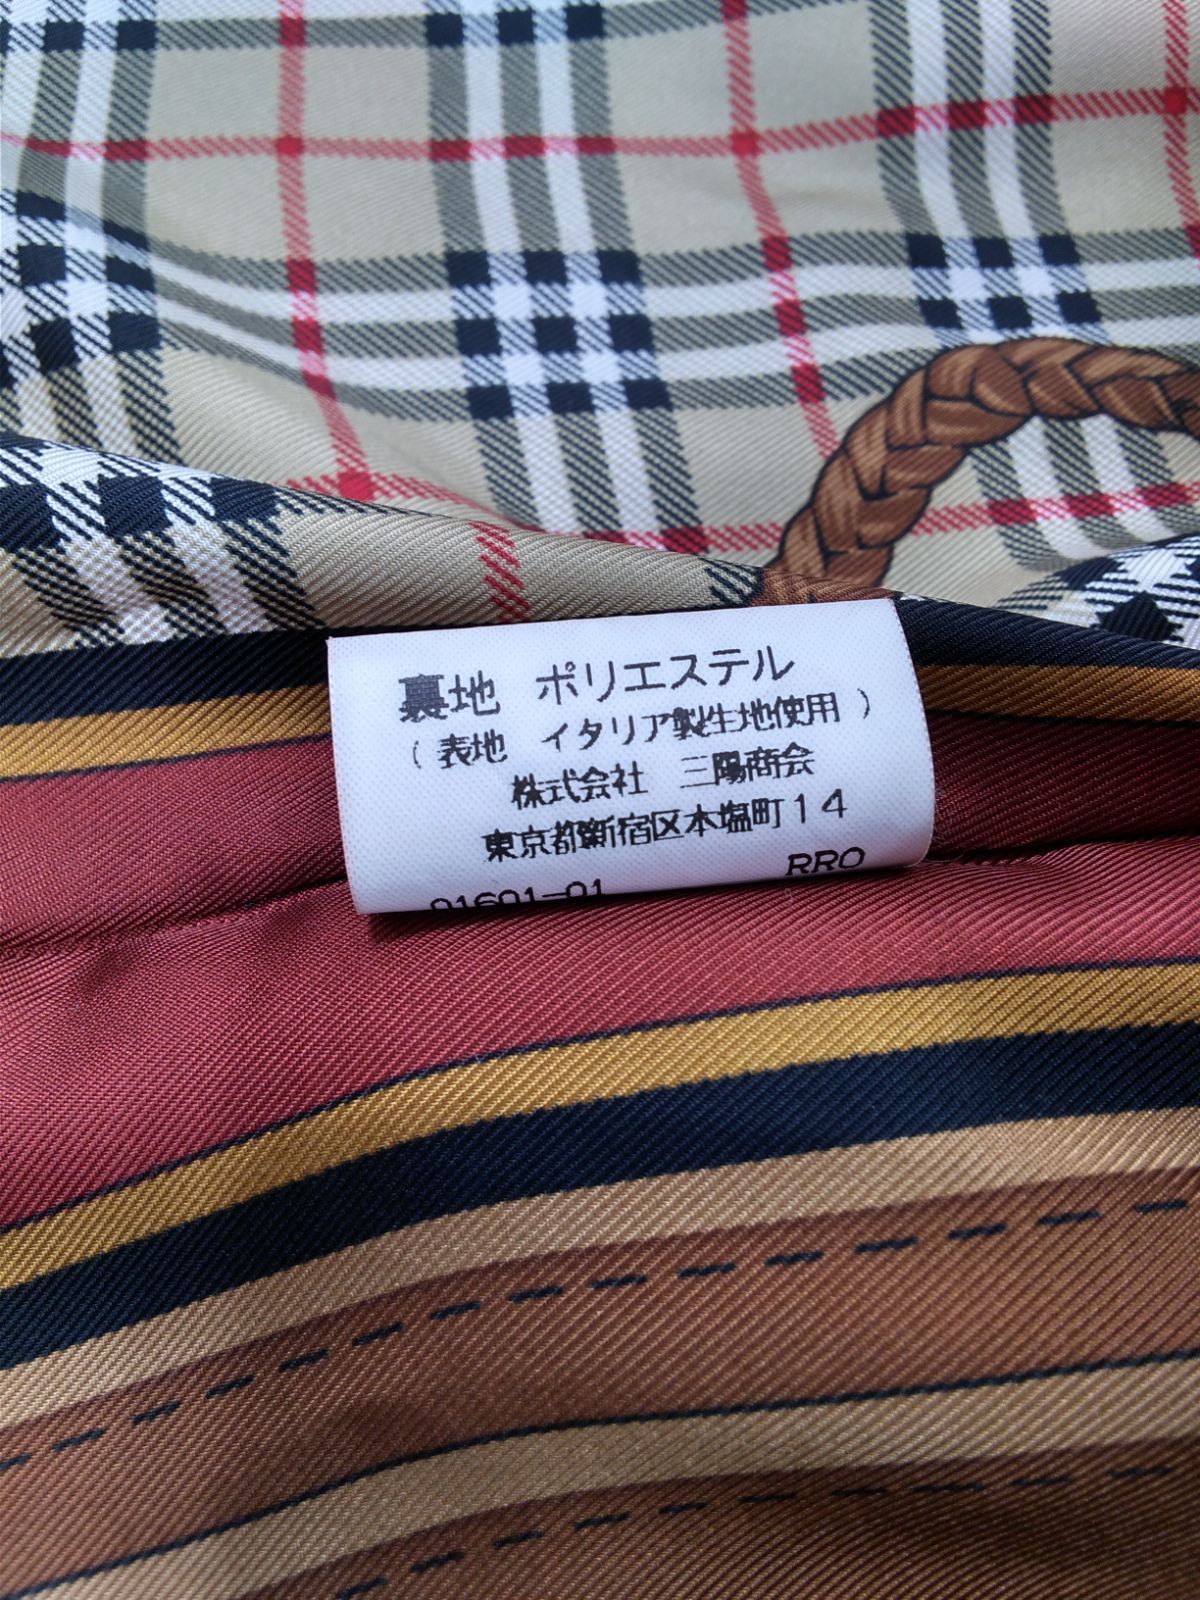 裏地 ポリエステル
( 表地 イタリア製生地使用 )
株式会社 三陽商会
東京都新宿区本塩町14
RRO
01601-01